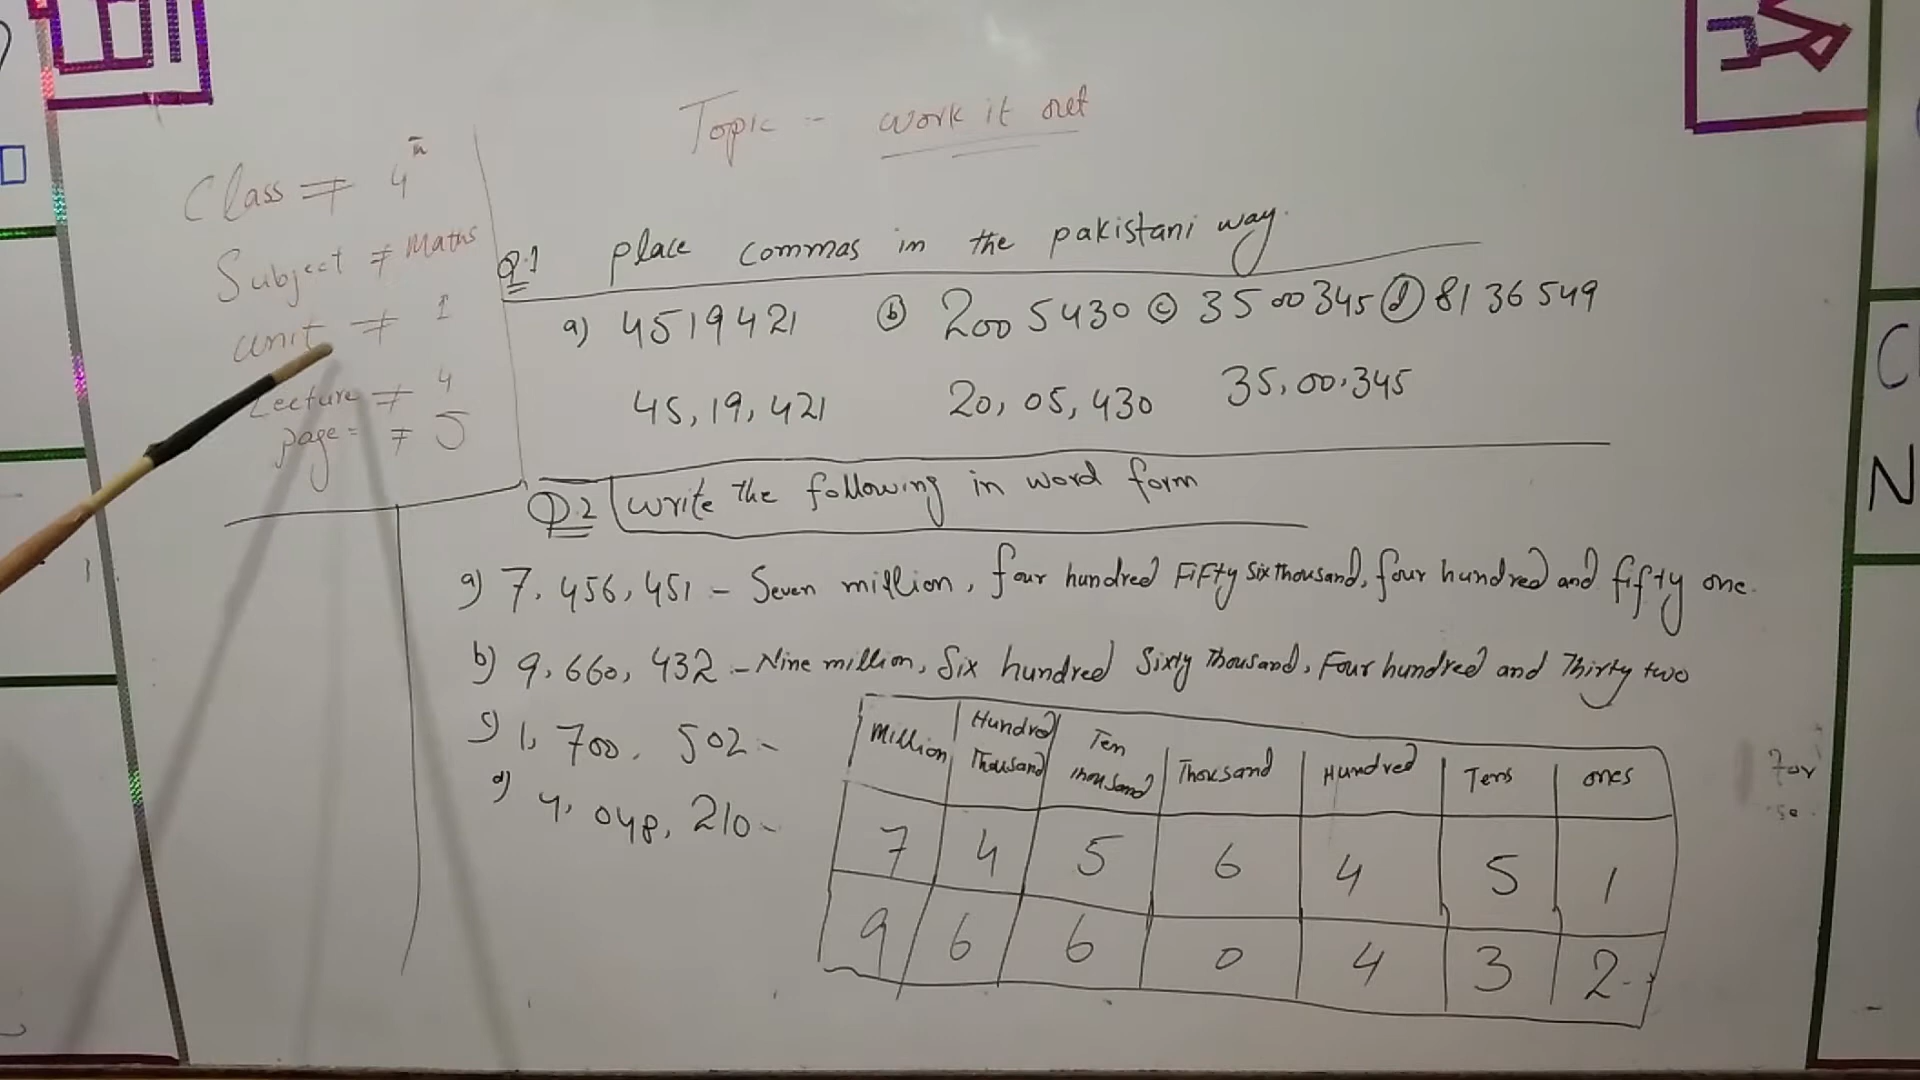 Topic :- work it out
Class = 4th
Subject = Maths
Unit = 1
Lecture = 4
page = 5
Q.1 place commas in the pakistani way.
a) 4519421 (b) 2005430 (c) 3500345 (d) 8136549
45,19,421 20,05,430 35,00,345
Q.2 write the following in word form
a) 7,456,451 - Seven million, four hundred Fifty Six thousand, four hundred and fifty one.
b) 9,660,432 - Nine million, Six hundred Sixty Thousand, Four hundred and Thirty two
c) 1,700,502 -
d) 4,048,210 -
Million Hundred Thousand Ten thousand Thousand Hundred Tens ones
7 4 5 6 4 5 1
9 6 6 0 4 3 2
C
N